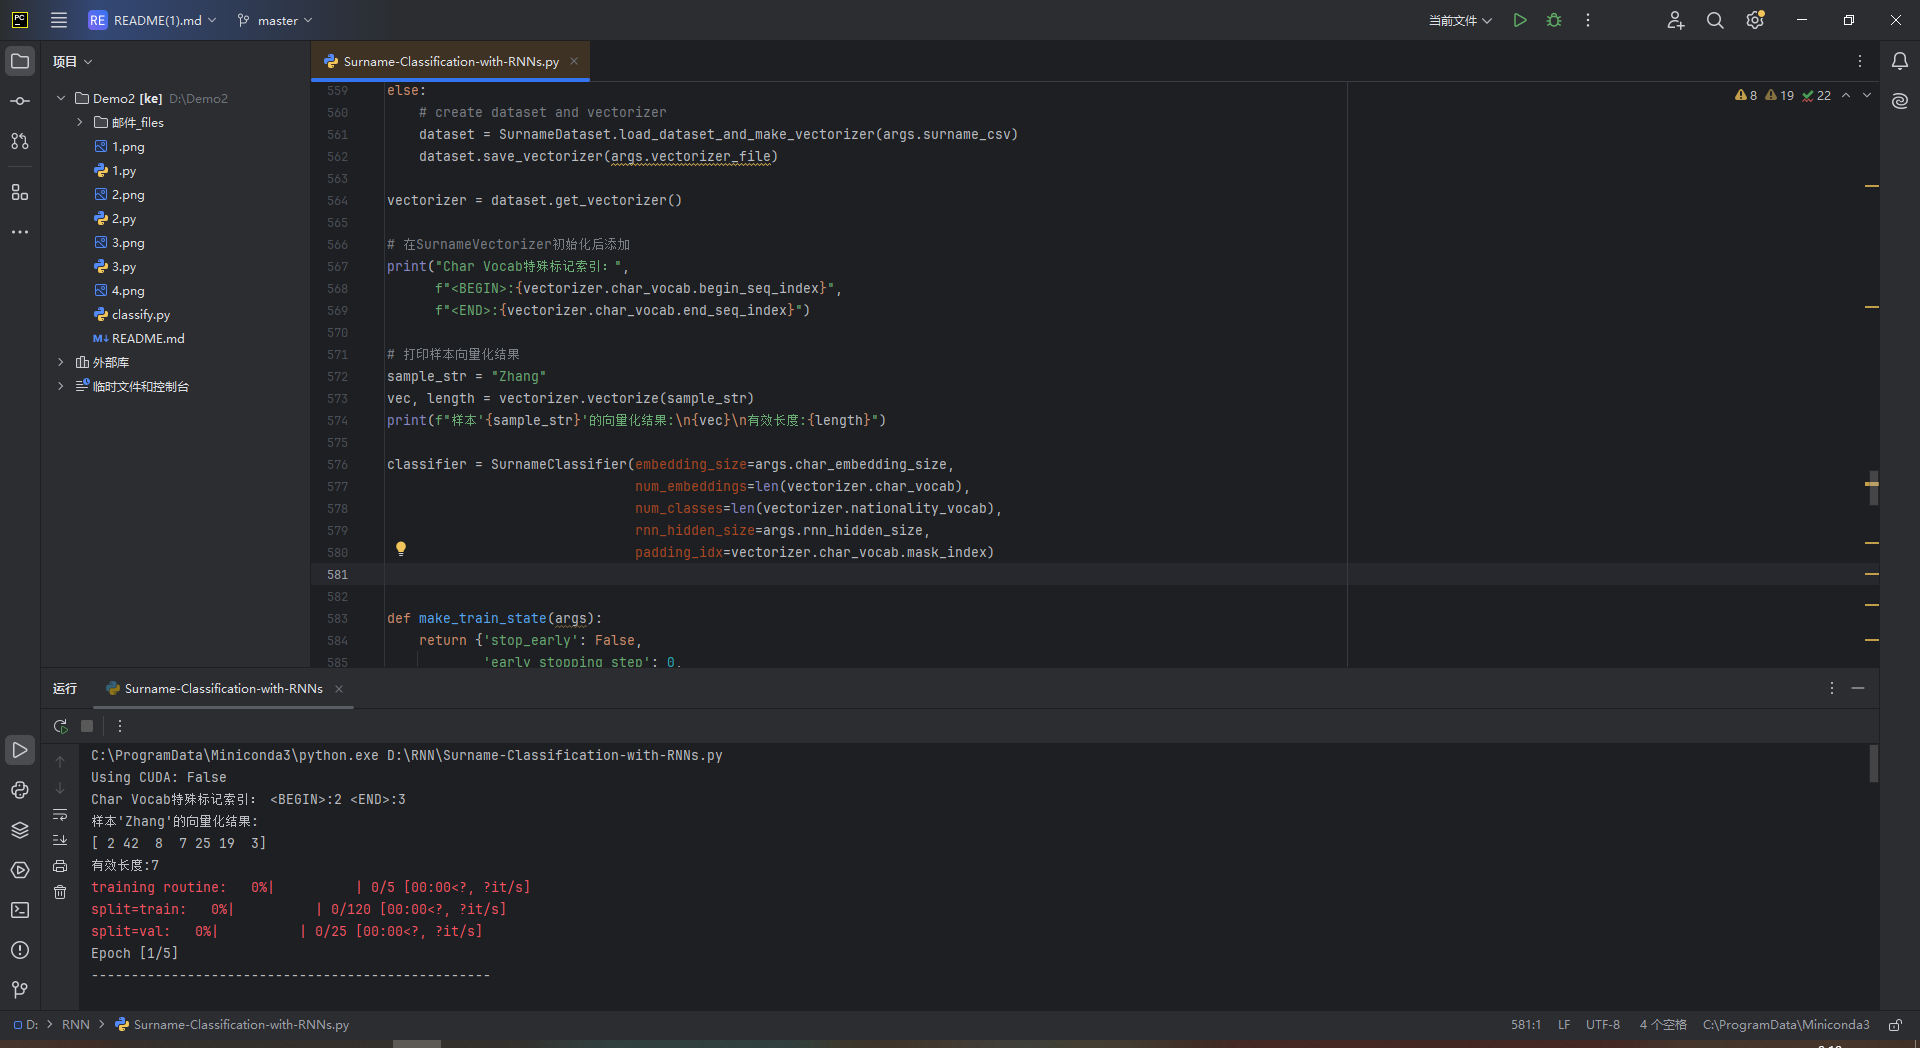 PC RE README(1).md master 当前文件
项目
Demo2 [ke] D:\Demo2
邮件_files
1.png
1.py
2.png
2.py
3.png
3.py
4.png
classify.py
M↓ README.md
外部库
临时文件和控制台
Surname-Classification-with-RNNs.py
8 19 22
559 else:
560 # create dataset and vectorizer
561 dataset = SurnameDataset.load_dataset_and_make_vectorizer(args.surname_csv)
562 dataset.save_vectorizer(args.vectorizer_file)
563
564 vectorizer = dataset.get_vectorizer()
565
566 # 在SurnameVectorizer初始化后添加
567 print("Char Vocab特殊标记索引：",
568 f"<BEGIN>:{vectorizer.char_vocab.begin_seq_index}",
569 f"<END>:{vectorizer.char_vocab.end_seq_index}")
570
571 # 打印样本向量化结果
572 sample_str = "Zhang"
573 vec, length = vectorizer.vectorize(sample_str)
574 print(f"样本'{sample_str}'的向量化结果:\n{vec}\n有效长度:{length}")
575
576 classifier = SurnameClassifier(embedding_size=args.char_embedding_size,
577 num_embeddings=len(vectorizer.char_vocab),
578 num_classes=len(vectorizer.nationality_vocab),
579 rnn_hidden_size=args.rnn_hidden_size,
580 padding_idx=vectorizer.char_vocab.mask_index)
581
582
583 def make_train_state(args):
584 return {'stop_early': False,
585 'early_stopping_step': 0,
运行 Surname-Classification-with-RNNs
C:\ProgramData\Miniconda3\python.exe D:\RNN\Surname-Classification-with-RNNs.py
Using CUDA: False
Char Vocab特殊标记索引： <BEGIN>:2 <END>:3
样本'Zhang'的向量化结果:
[ 2 42  8  7 25 19  3]
有效长度:7
training routine:   0%|          | 0/5 [00:00<?, ?it/s]
split=train:   0%|          | 0/120 [00:00<?, ?it/s]
split=val:   0%|          | 0/25 [00:00<?, ?it/s]
Epoch [1/5]
--------------------------------------------------
D: > RNN > Surname-Classification-with-RNNs.py 581:1 LF UTF-8 4 个空格 C:\ProgramData\Miniconda3